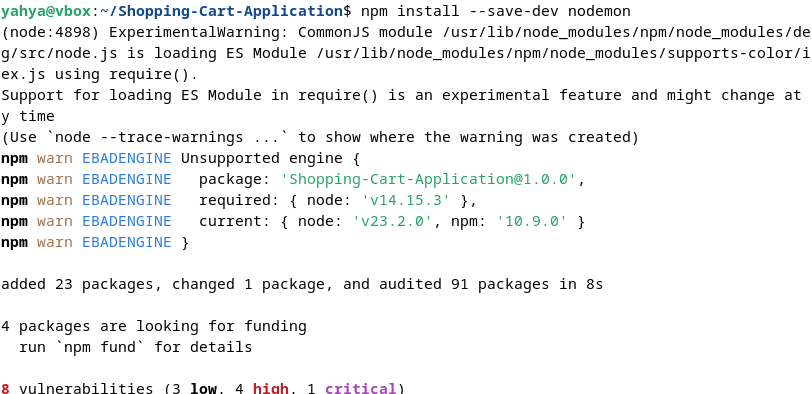 yahya@vbox:~/Shopping-Cart-Application$ npm install --save-dev nodemon
(node:4898) ExperimentalWarning: CommonJS module /usr/lib/node_modules/npm/node_modules/de
g/src/node.js is loading ES Module /usr/lib/node_modules/npm/node_modules/supports-color/i
ex.js using require().
Support for loading ES Module in require() is an experimental feature and might change at
y time
(Use `node --trace-warnings ...` to show where the warning was created)
npm warn EBADENGINE Unsupported engine {
npm warn EBADENGINE   package: 'Shopping-Cart-Application@1.0.0',
npm warn EBADENGINE   required: { node: 'v14.15.3' },
npm warn EBADENGINE   current: { node: 'v23.2.0', npm: '10.9.0' }
npm warn EBADENGINE }
added 23 packages, changed 1 package, and audited 91 packages in 8s
4 packages are looking for funding
  run `npm fund` for details
8 vulnerabilities (3 low, 4 high, 1 critical)